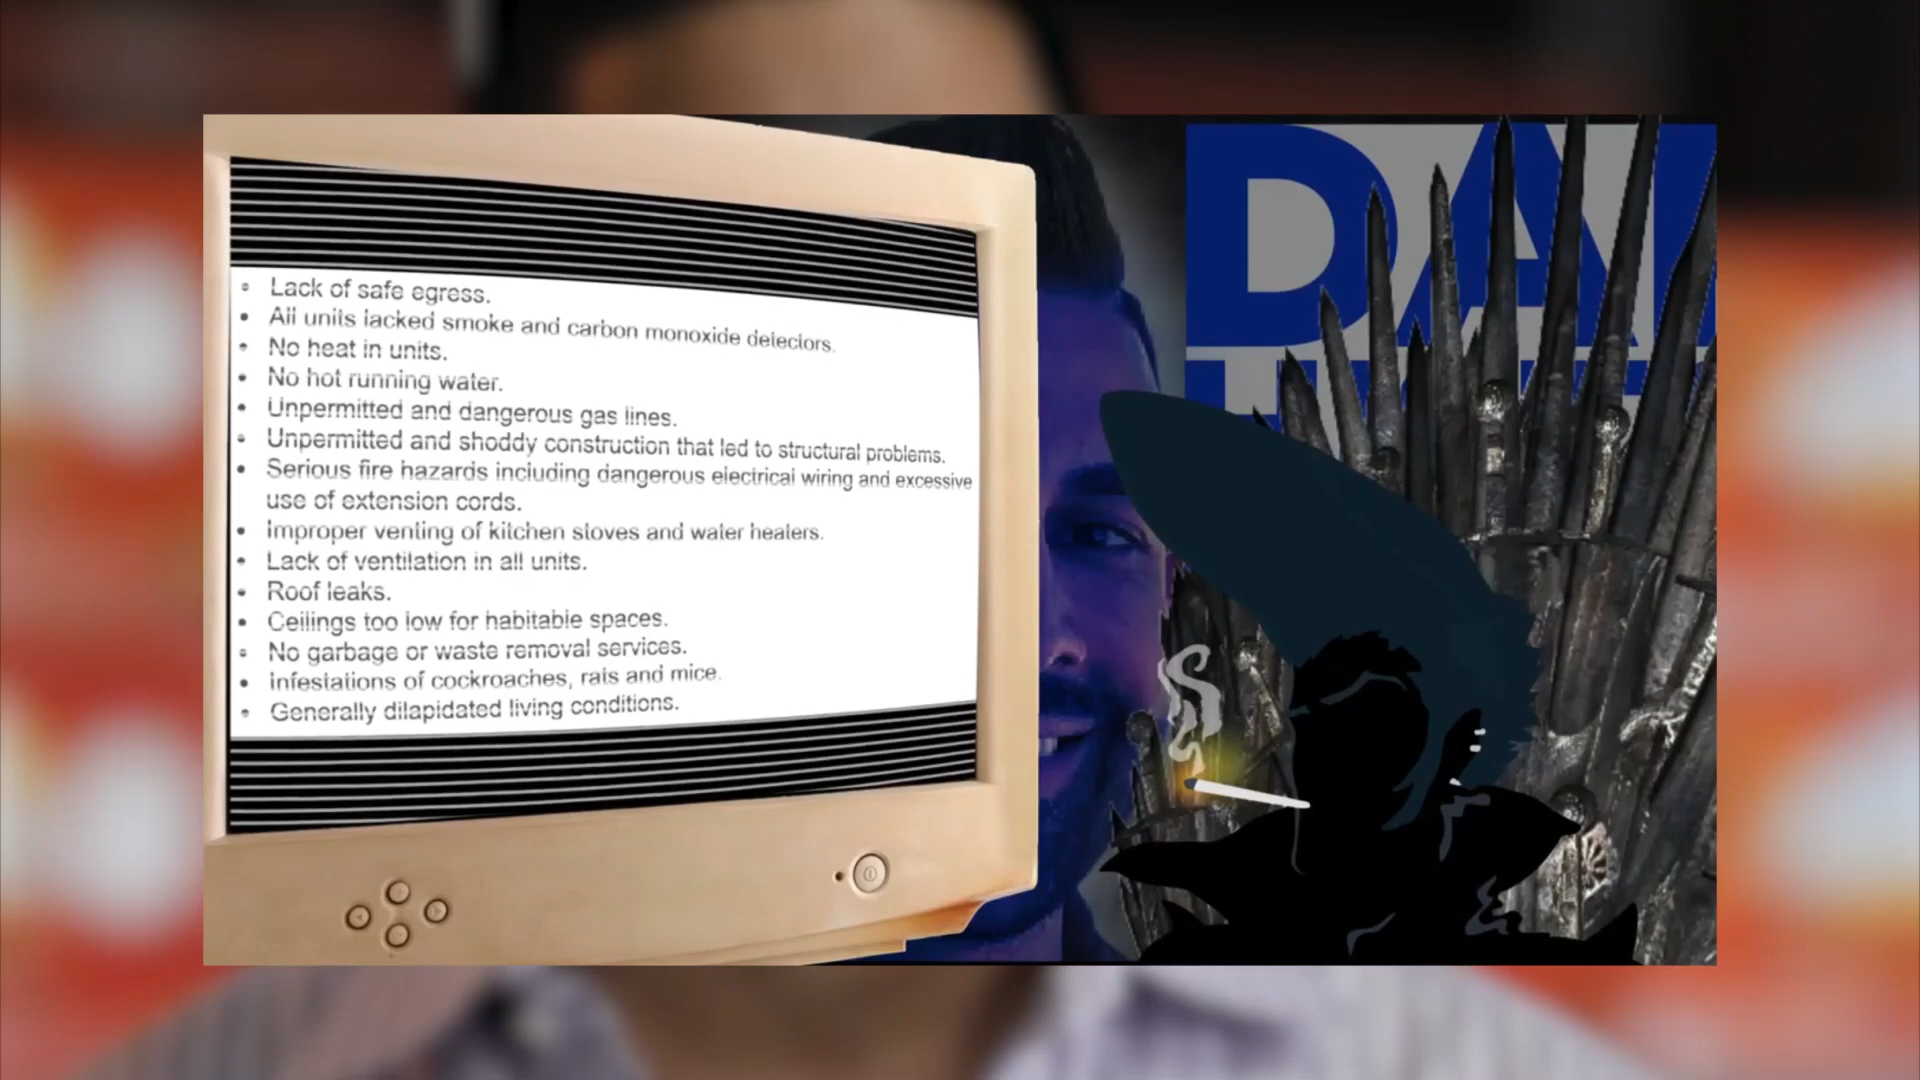 DA
• Lack of safe egress.
• All units lacked smoke and carbon monoxide detectors.
• No heat in units.
• No hot running water.
• Unpermitted and dangerous gas lines.
• Unpermitted and shoddy construction that led to structural problems.
• Serious fire hazards including dangerous electrical wiring and excessive
use of extension cords.
• Improper venting of kitchen stoves and water heaters.
• Lack of ventilation in all units.
• Roof leaks.
• Ceilings too low for habitable spaces.
• No garbage or waste removal services.
• Infestations of cockroaches, rats and mice.
• Generally dilapidated living conditions.